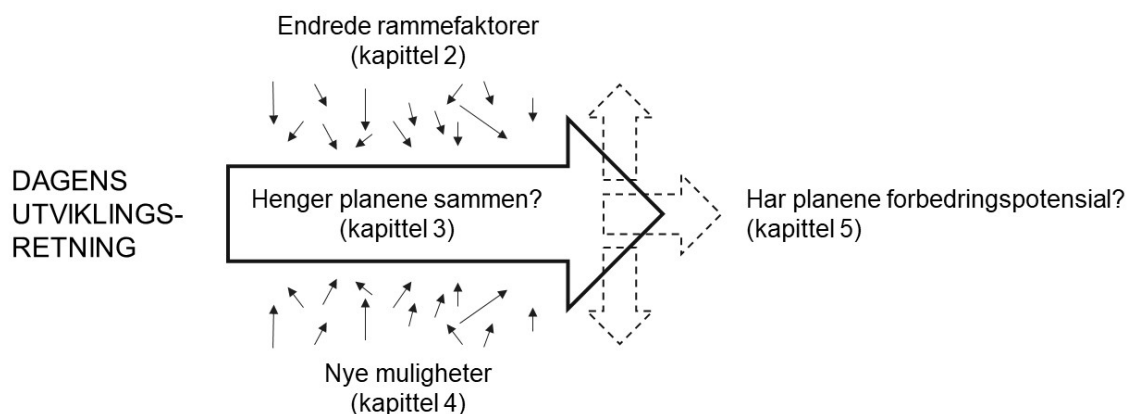 Endrede rammefaktorer
(kapittel 2)
DAGENS
UTVIKLINGS-
RETNING
Henger planene sammen?
(kapittel 3)
Har planene forbedringspotensial?
(kapittel 5)
Nye muligheter
(kapittel 4)